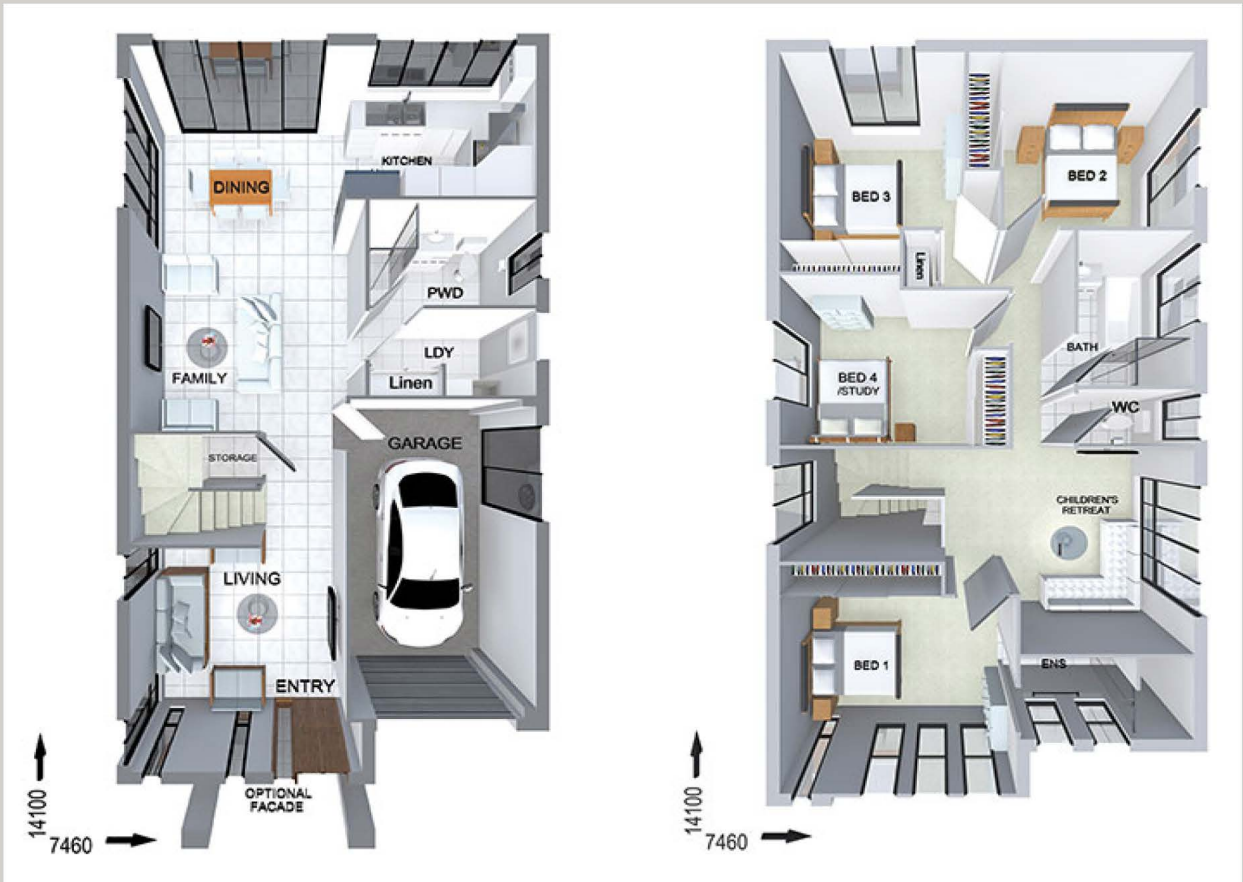 KITCHEN
DINING
PWD
LDY
Linen
FAMILY
GARAGE
STORAGE
LIVING
ENTRY
OPTIONAL
FACADE
14100
7460
BED 2
BED 3
Linen
BATH
BED 4
/STUDY
WC
CHILDREN'S
RETREAT
BED 1
ENS
14100
7460